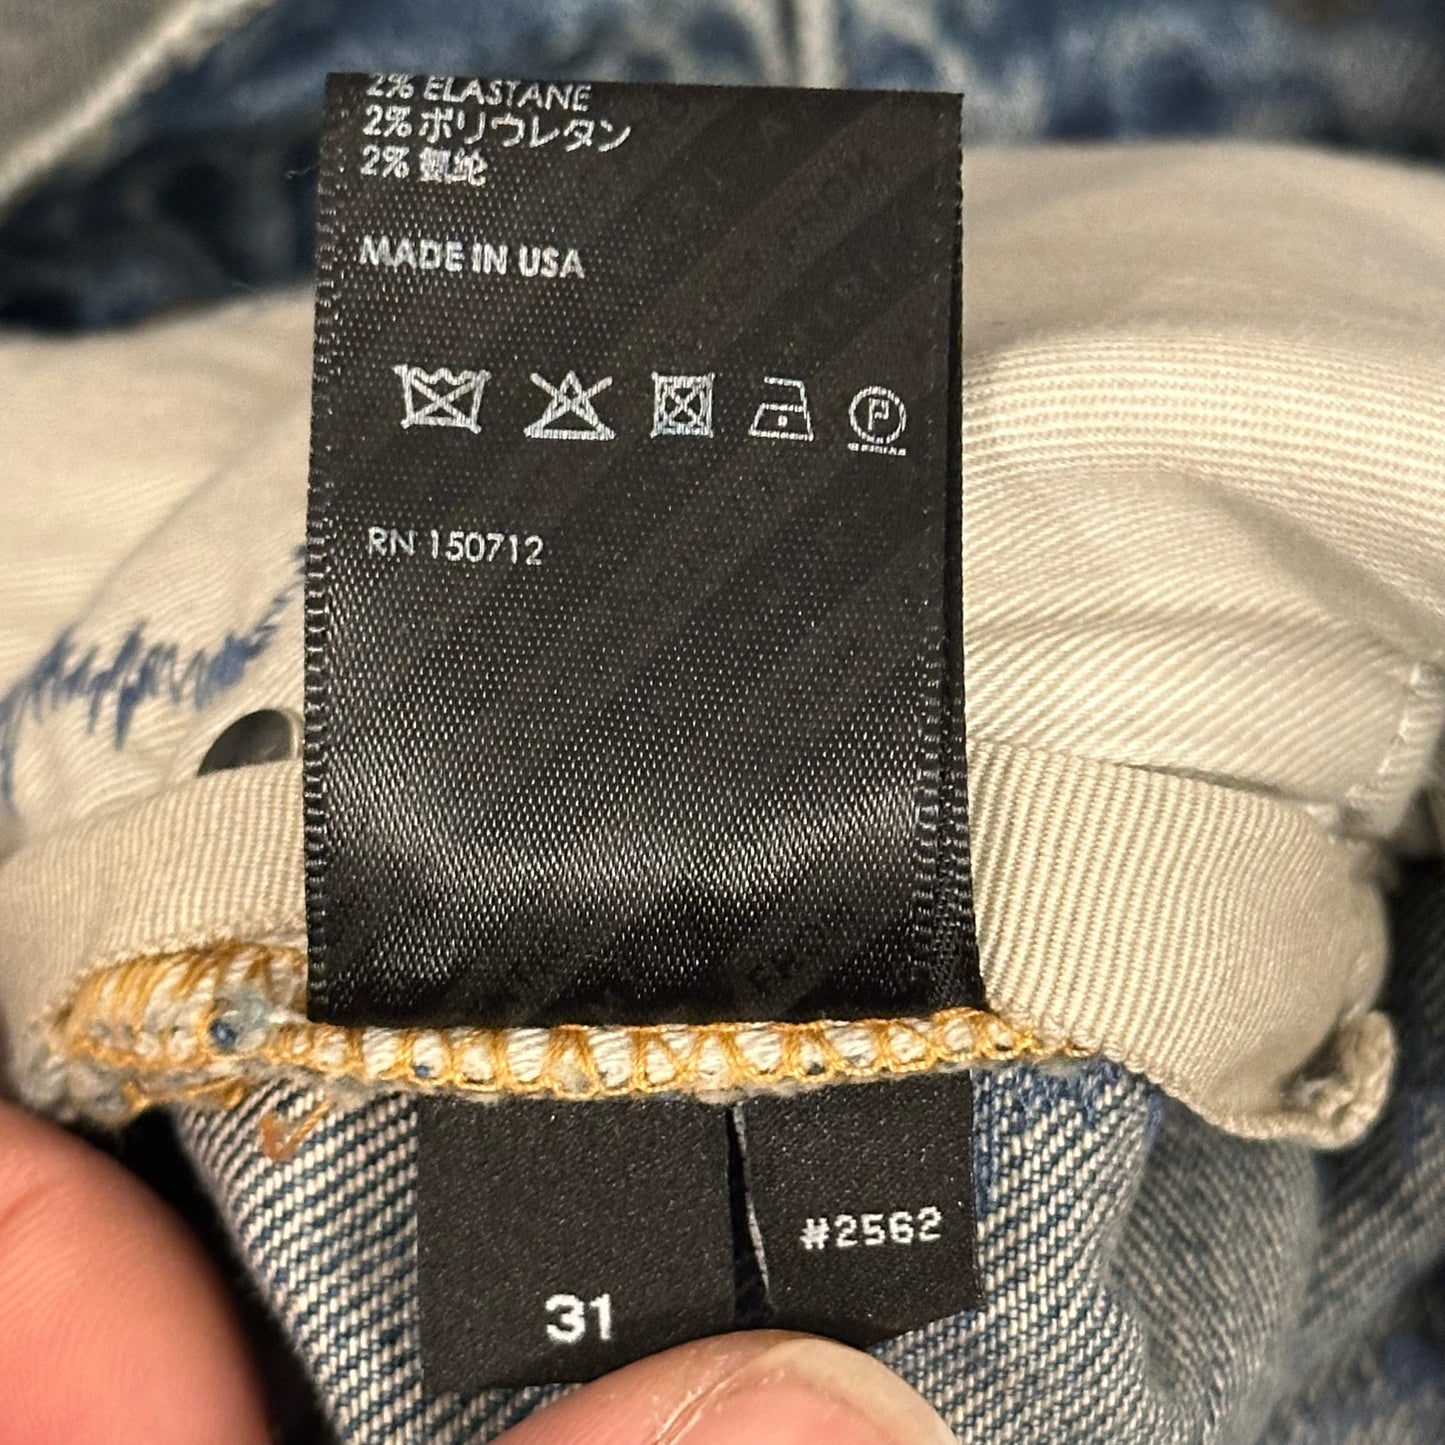 2% ELASTANE
2% ポリウレタン
2% 氨纶
MADE IN USA
P
RN 150712
#2562
31